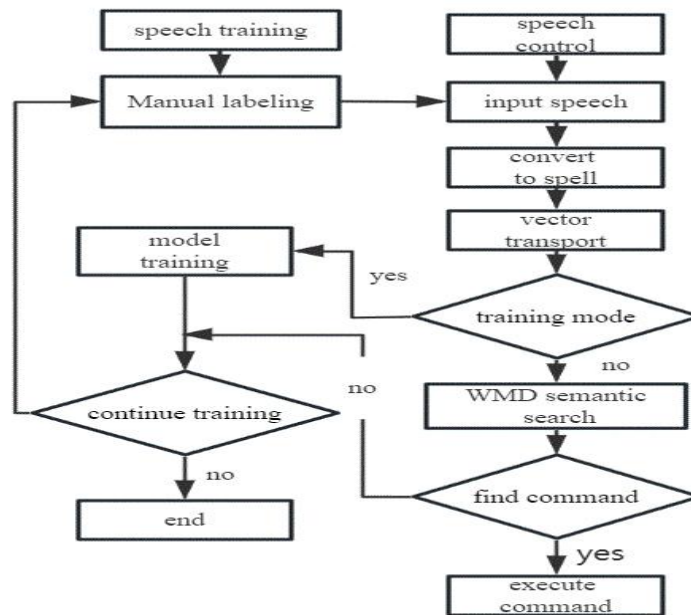 speech training
speech
control
Manual labeling
input speech
convert
to spell
vector
transport
model
training
yes
training mode
no
no
WMD semantic
search
continue training
no
find command
end
yes
execute
command